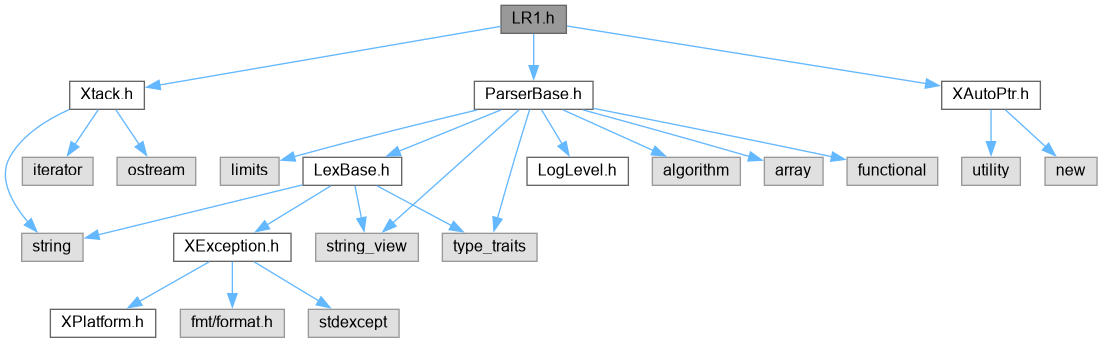 LR1.h
Xtack.h
ParserBase.h
XAutoPtr.h
iterator
ostream
limits
LexBase.h
LogLevel.h
algorithm
array
functional
utility
new
string
XException.h
string_view
type_traits
XPlatform.h
fmt/format.h
stdexcept